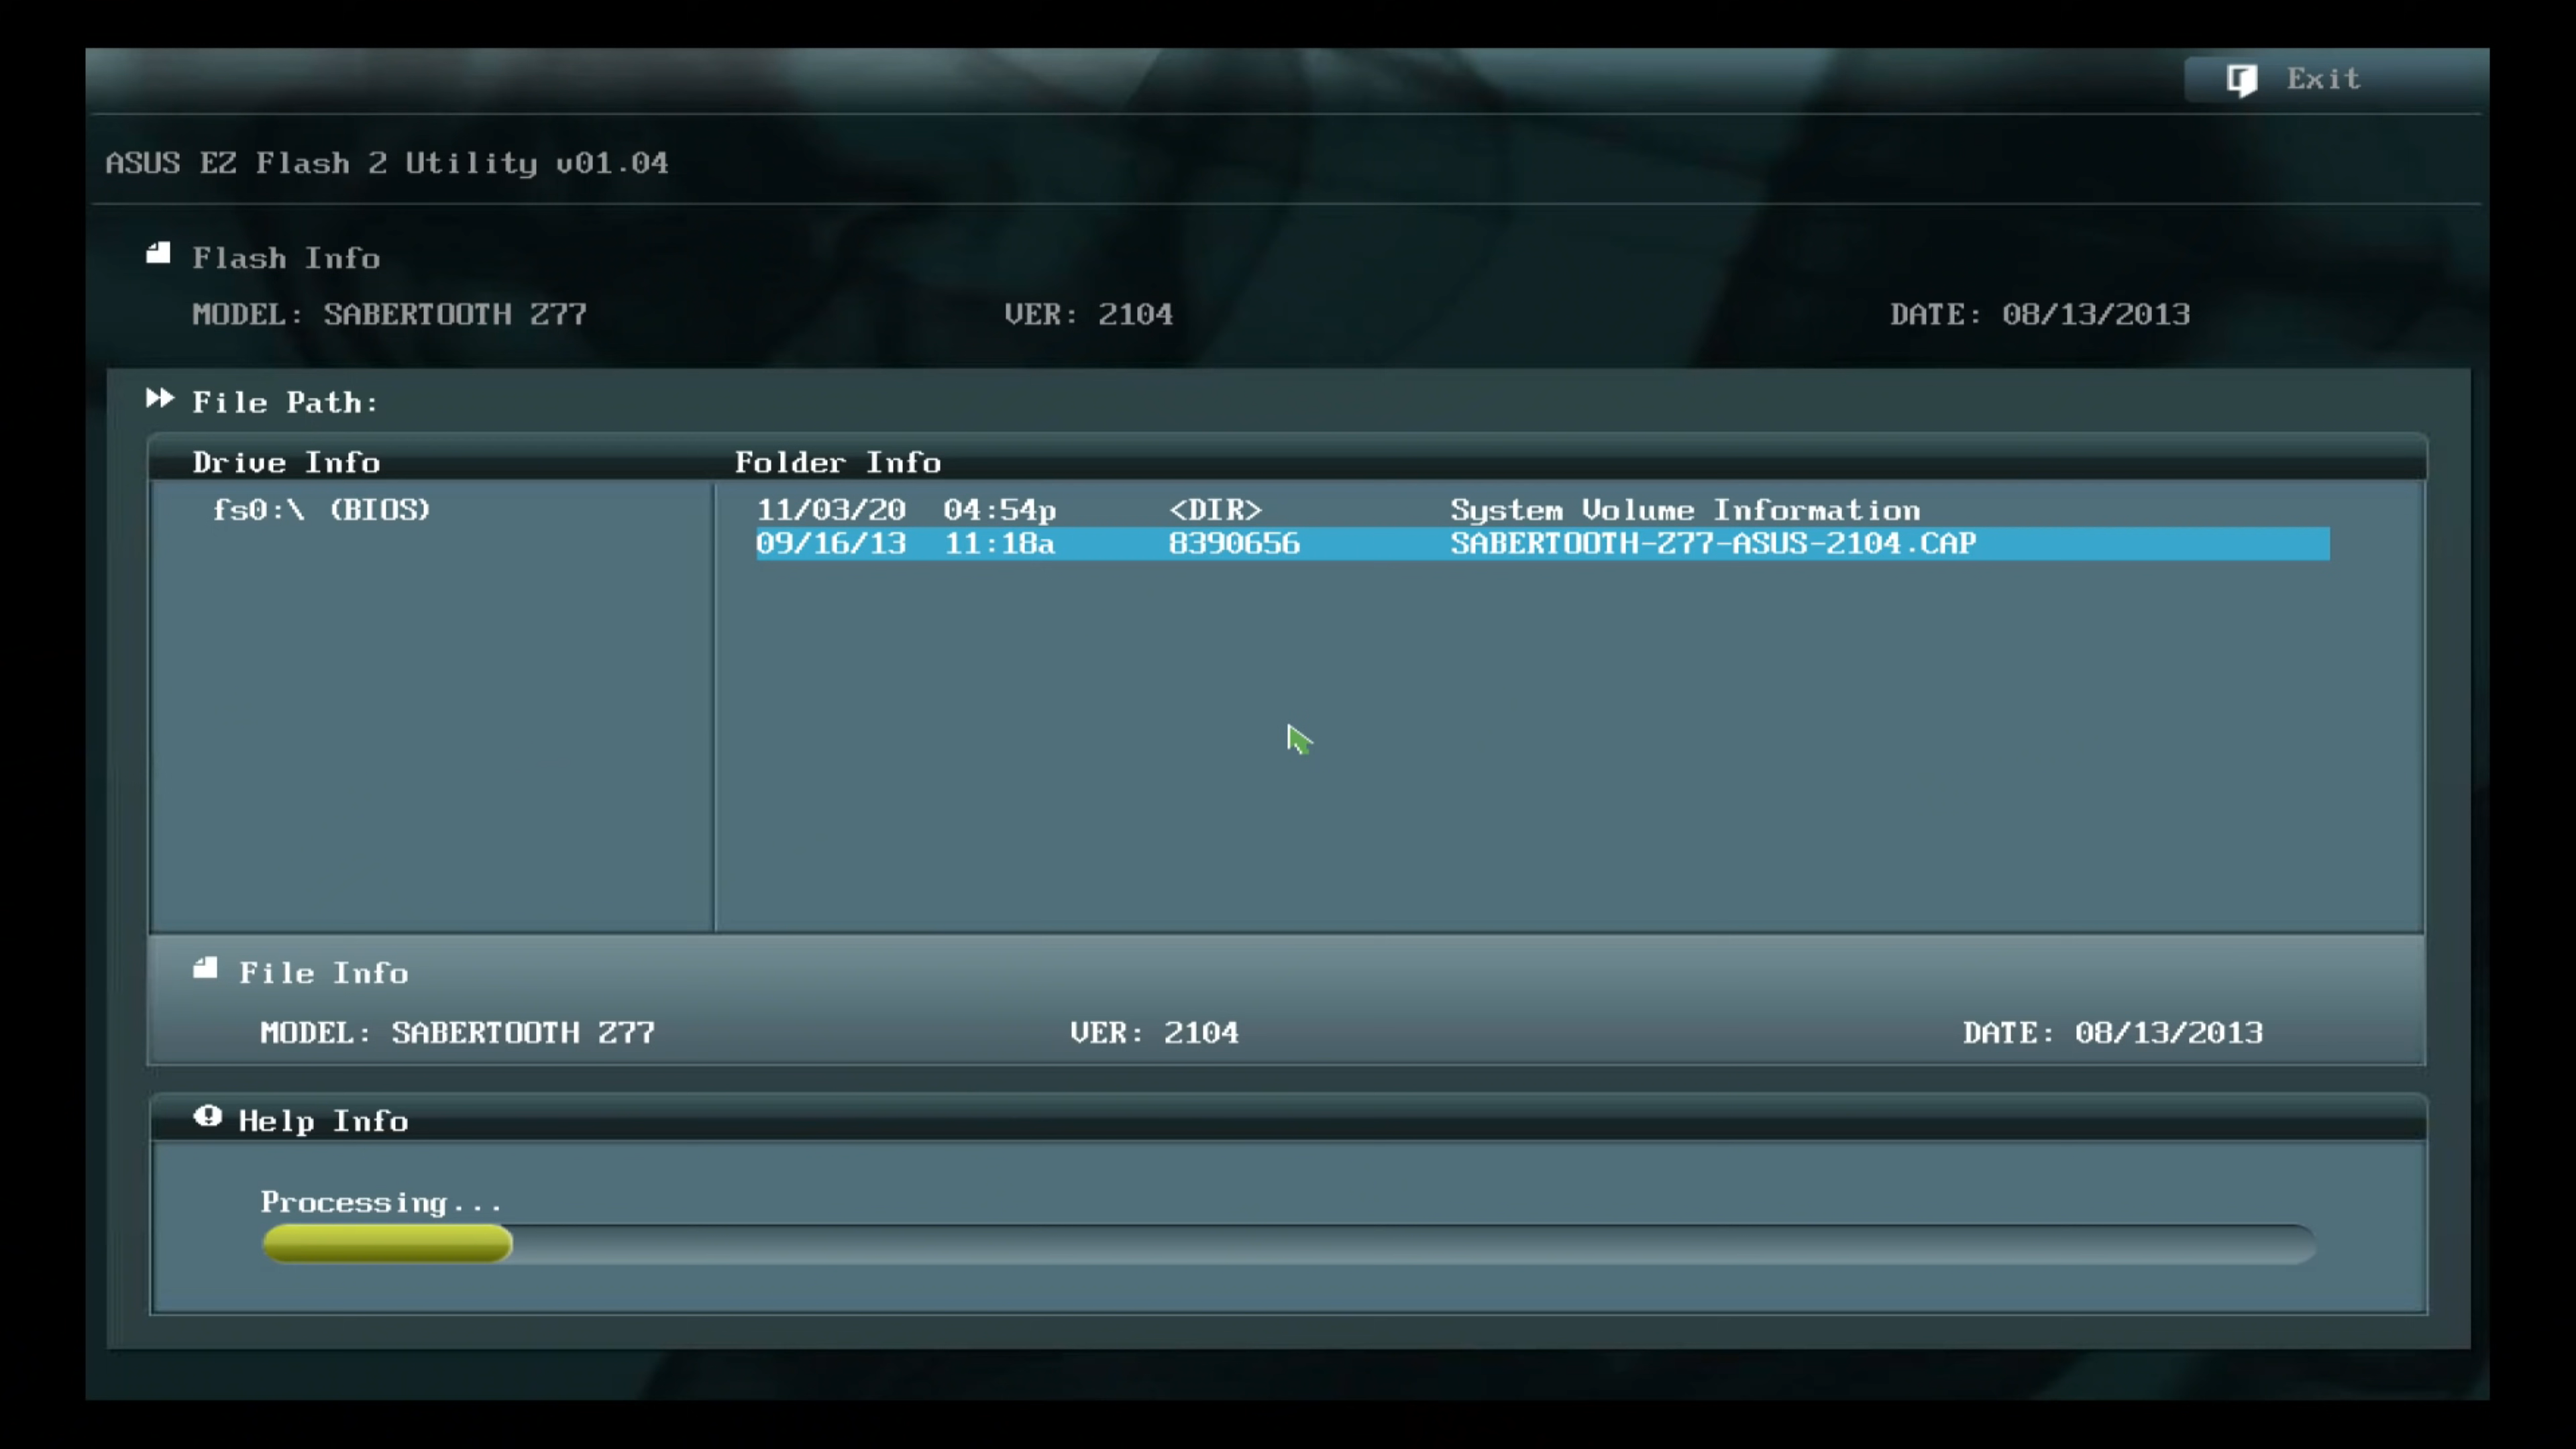 Exit
ASUS EZ Flash 2 Utility v01.04
Flash Info
MODEL: SABERTOOTH Z77 VER: 2104 DATE: 08/13/2013
File Path:
Drive Info Folder Info
fs0:\ (BIOS) 11/03/20 04:54p <DIR> System Volume Information
09/16/13 11:18a 8390656 SABERTOOTH-Z77-ASUS-2104.CAP
File Info
MODEL: SABERTOOTH Z77 VER: 2104 DATE: 08/13/2013
Help Info
Processing...